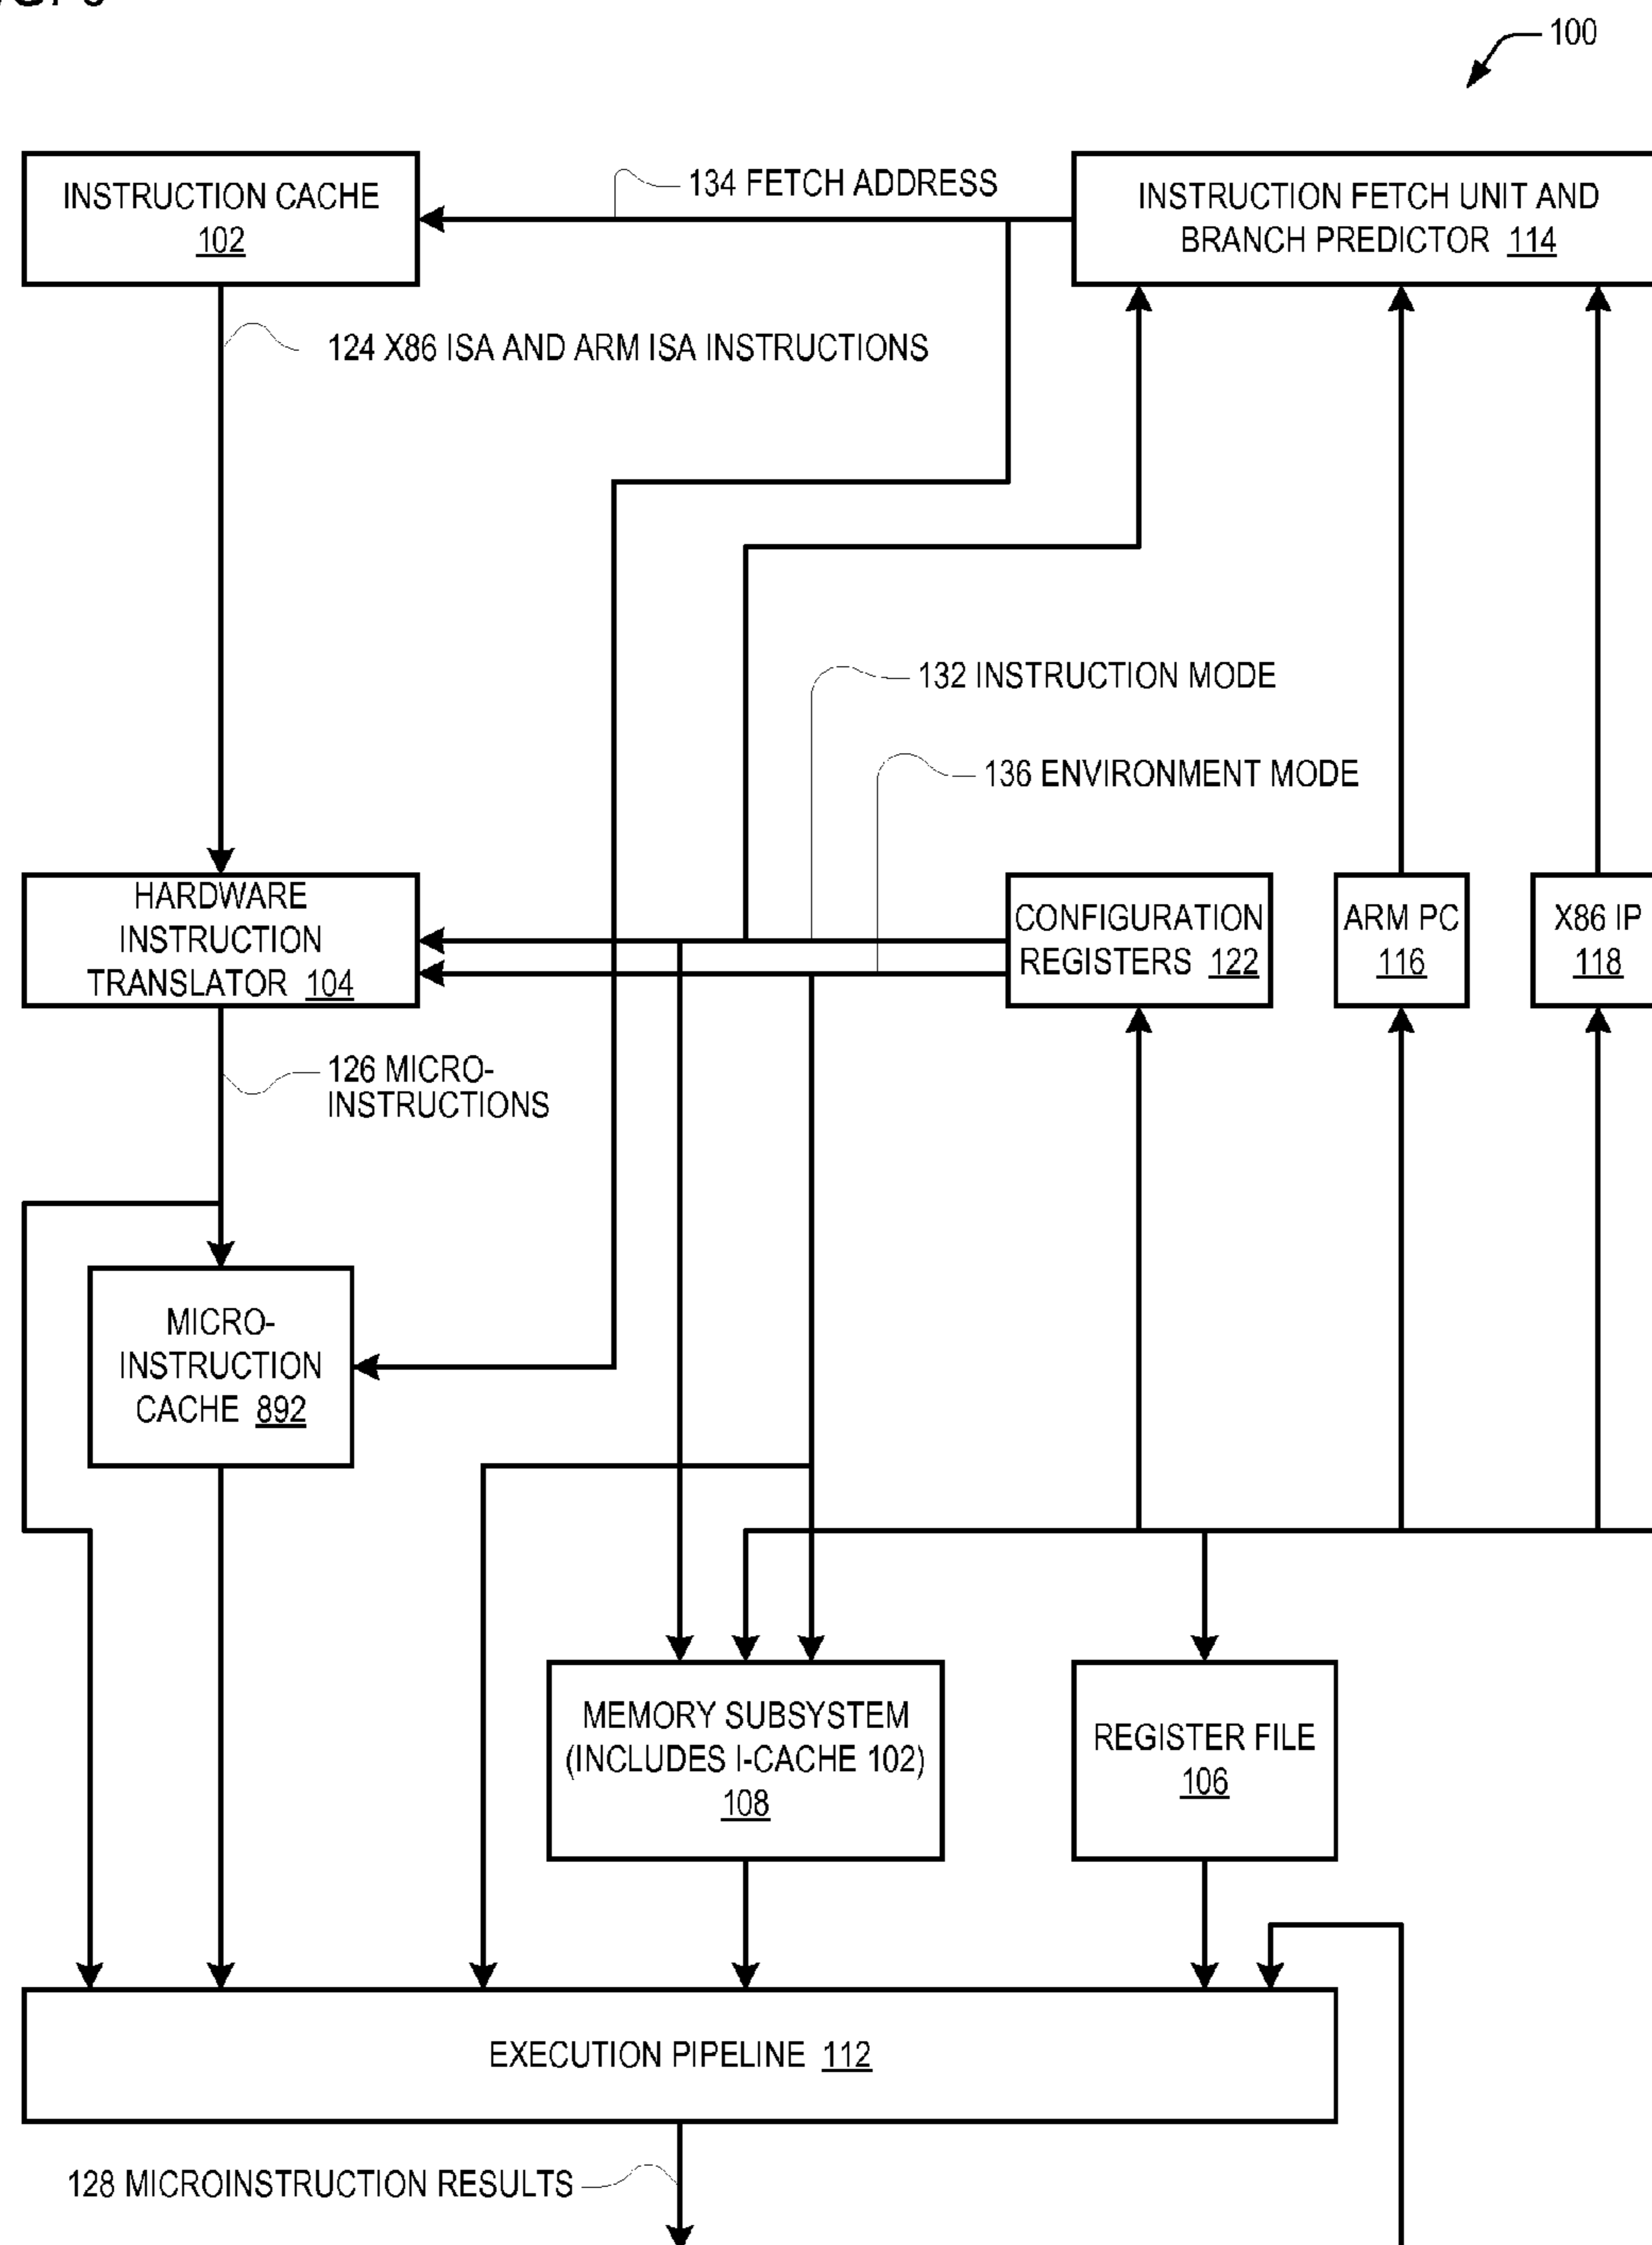 100
INSTRUCTION CACHE
102
134 FETCH ADDRESS
INSTRUCTION FETCH UNIT AND
BRANCH PREDICTOR 114
124 X86 ISA AND ARM ISA INSTRUCTIONS
132 INSTRUCTION MODE
136 ENVIRONMENT MODE
HARDWARE
INSTRUCTION
TRANSLATOR 104
CONFIGURATION
REGISTERS 122
ARM PC
116
X86 IP
118
126 MICRO-
INSTRUCTIONS
MICRO-
INSTRUCTION
CACHE 892
MEMORY SUBSYSTEM
(INCLUDES I-CACHE 102)
108
REGISTER FILE
106
EXECUTION PIPELINE 112
128 MICROINSTRUCTION RESULTS